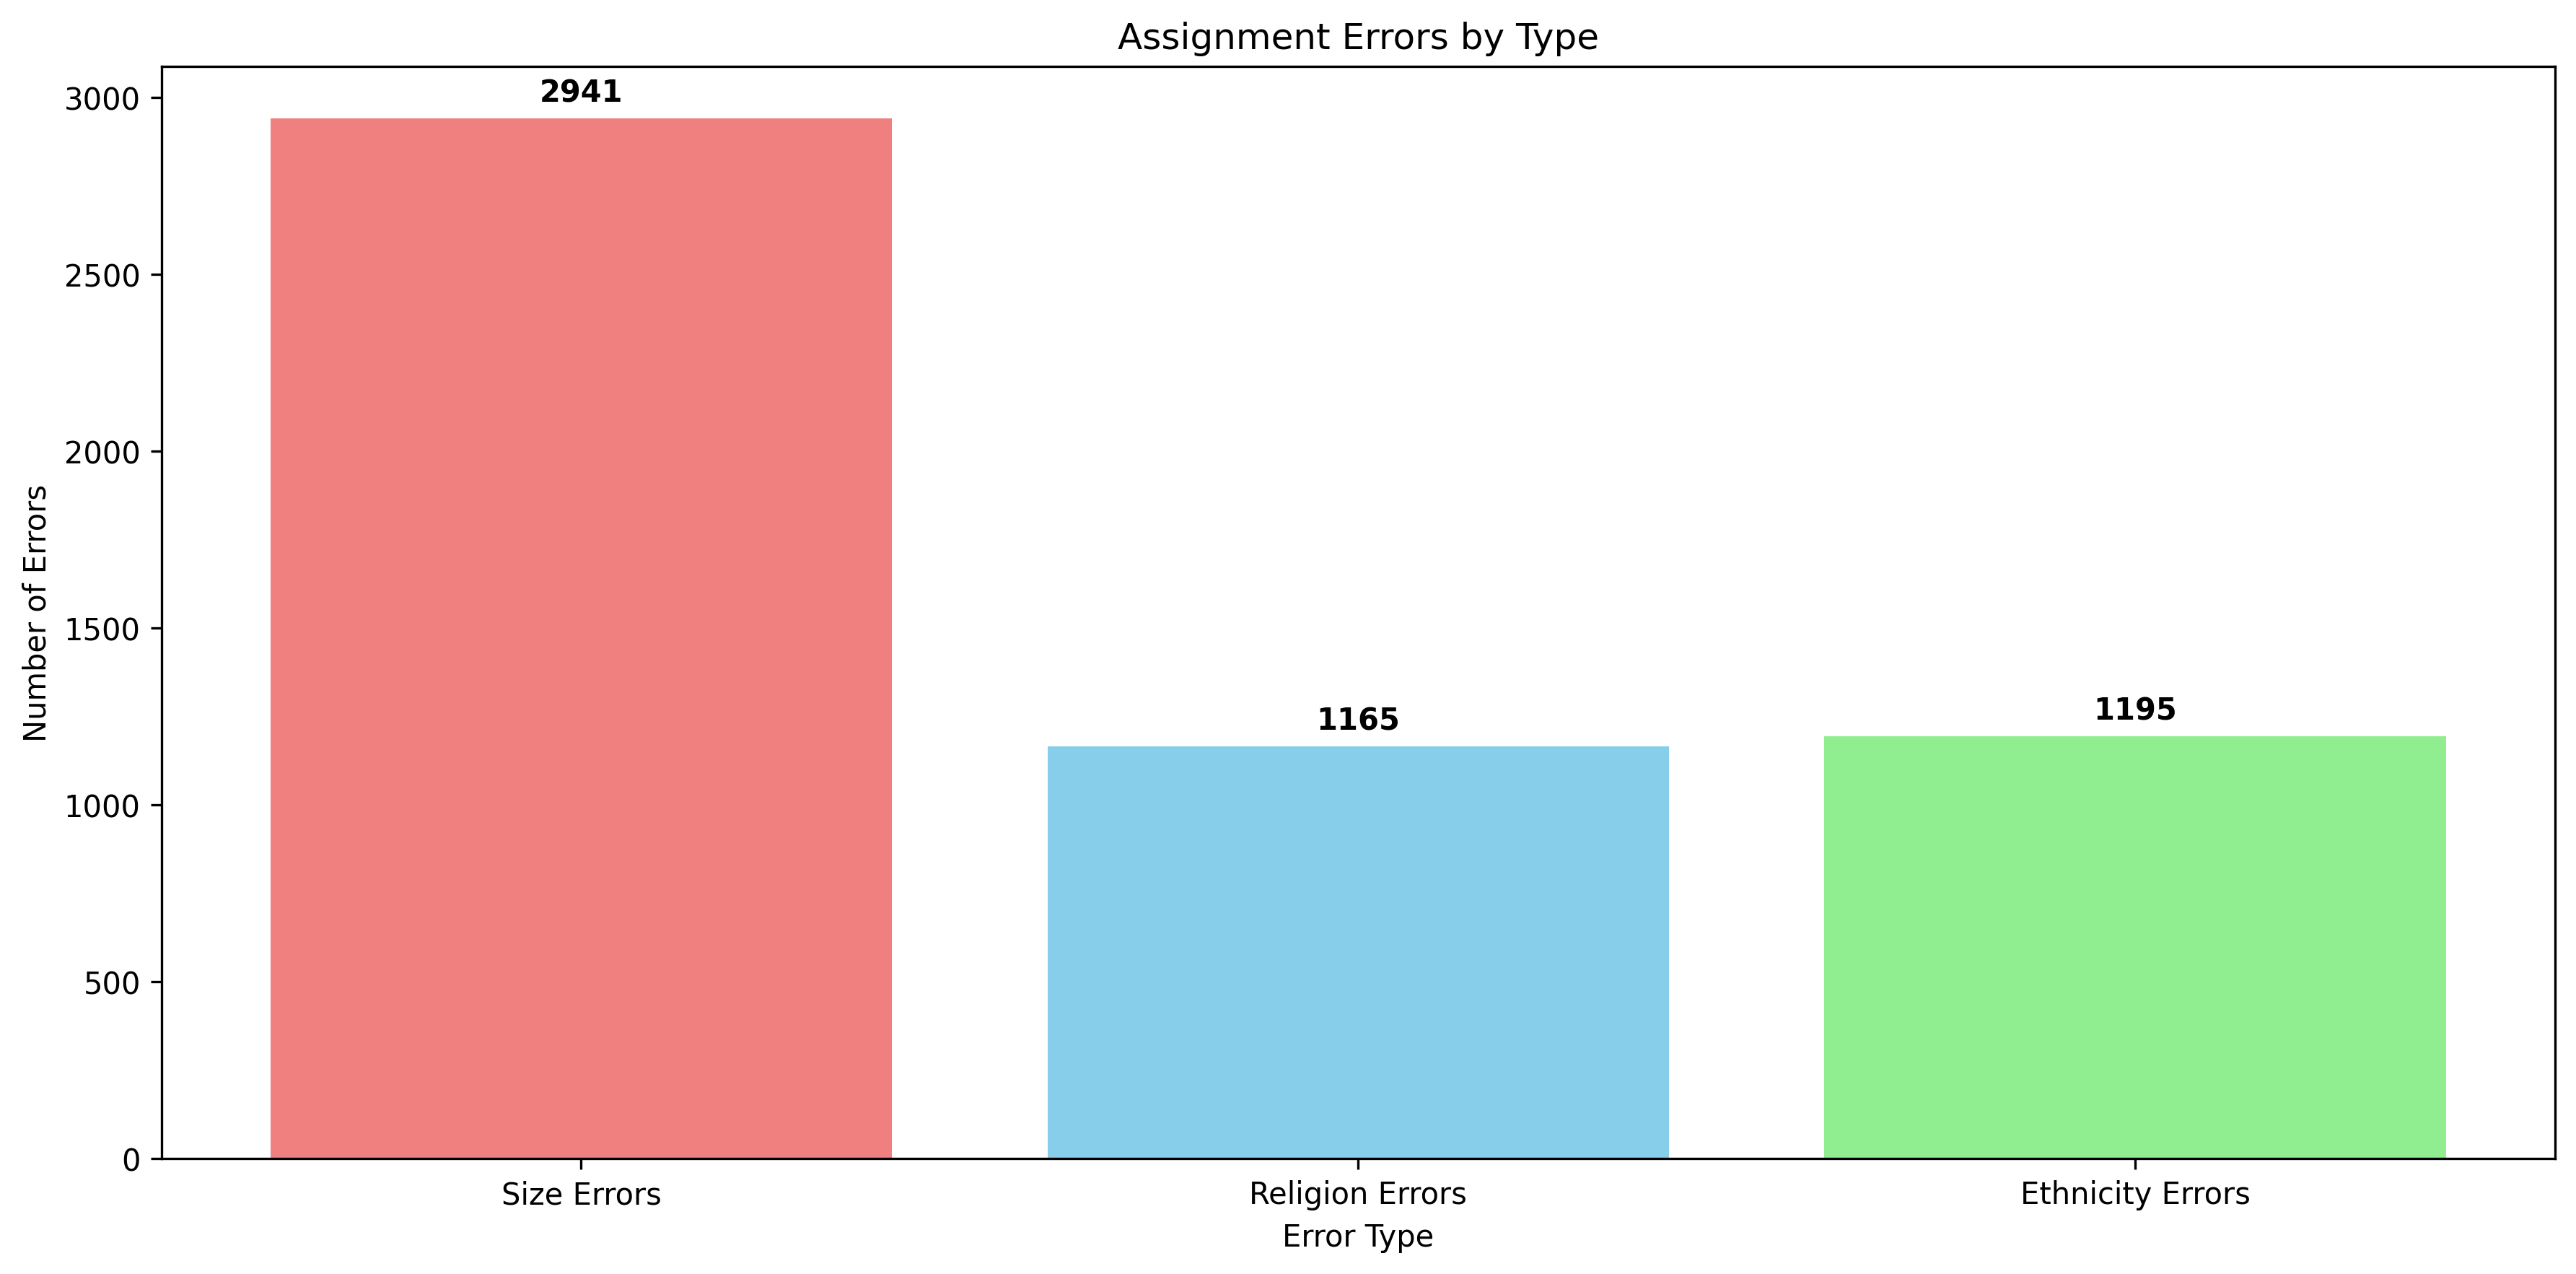 Assignment Errors by Type
Number of Errors
3000
2500
2000
1500
1000
500
0
2941
1165
1195
Size Errors
Religion Errors
Ethnicity Errors
Error Type